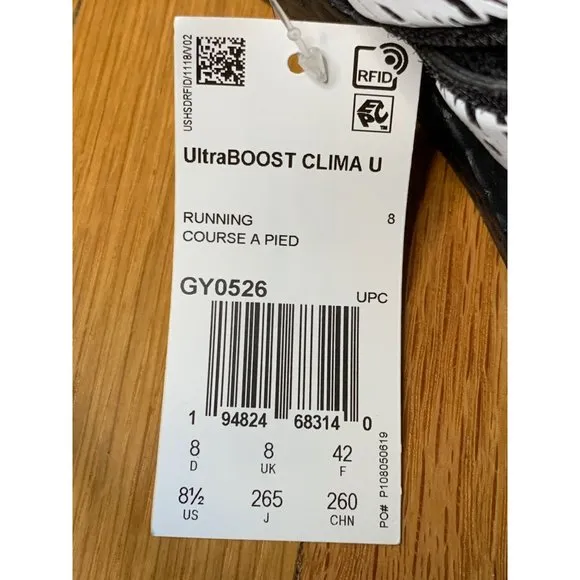 USHSDRFID/1118/V02
RFID
EPC™
UltraBOOST CLIMA U
RUNNING 8
COURSE A PIED
GY0526 UPC
1 94824 68314 0
8 8 42
D UK F
8½ 265 260
US J CHN
PO# P108050619